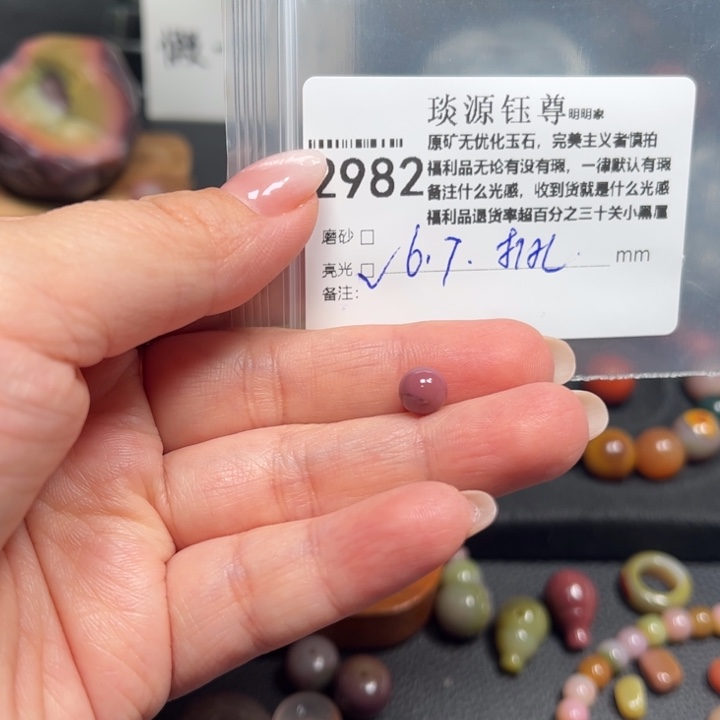 琰源钰尊明明家
原矿无优化玉石，完美主义者慎拍
2982
福利品无论有没有瑕，一律默认有瑕
备注什么光感，收到货就是什么光感
福利品退货率超百分之三十关小黑屋
磨砂 □
亮光 □ ✓ 6.7. 打孔. mm
备注：